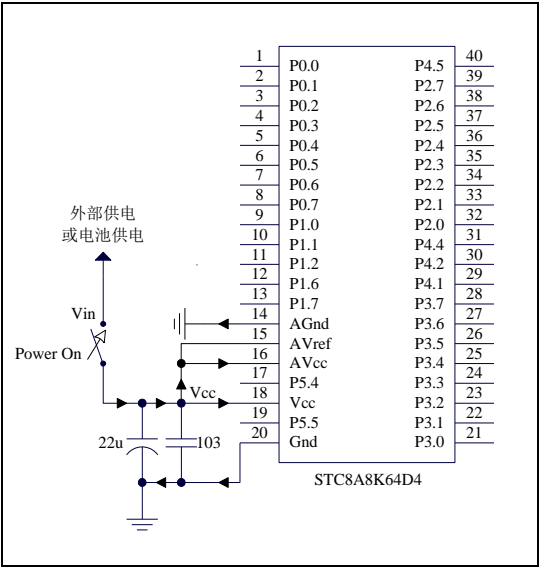 1 P0.0 P4.5 40
2 P0.1 P2.7 39
3 P0.2 P2.6 38
4 P0.3 P2.5 37
5 P0.4 P2.4 36
6 P0.5 P2.3 35
7 P0.6 P2.2 34
8 P0.7 P2.1 33
9 P1.0 P2.0 32
10 P1.1 P4.4 31
11 P1.2 P4.2 30
12 P1.6 P4.1 29
13 P1.7 P3.7 28
14 AGnd P3.6 27
15 AVref P3.5 26
16 AVcc P3.4 25
17 P5.4 P3.3 24
18 Vcc P3.2 23
19 P5.5 P3.1 22
20 Gnd P3.0 21
外部供电
或电池供电
Vin
Power On
Vcc
22u
103
STC8A8K64D4